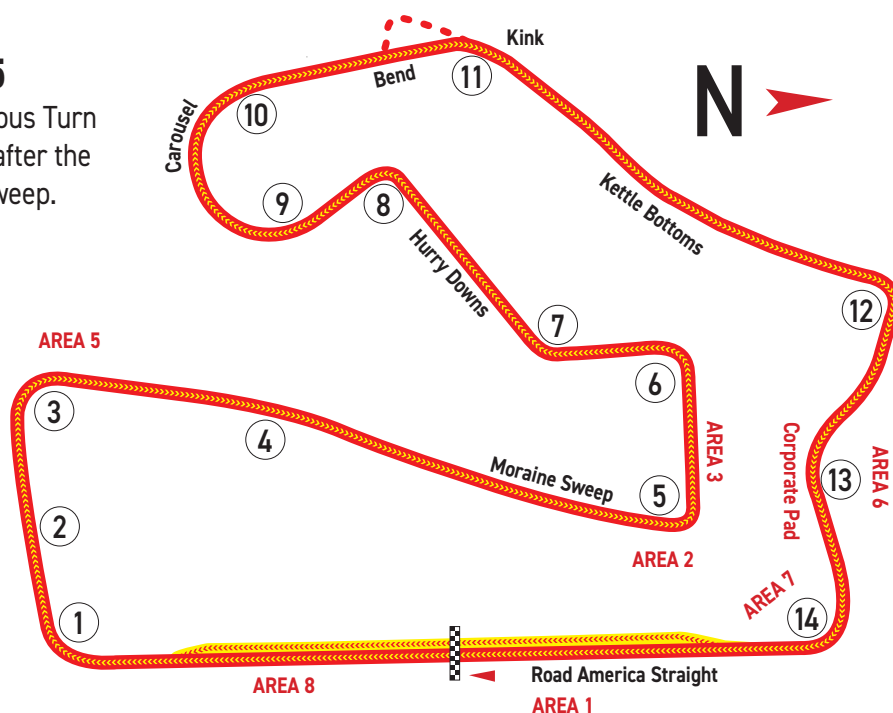 5
ous Turn
after the
weep.
Kink
N
11
Bend
10
Carousel
Kettle Bottoms
9
8
Hurry Downs
12
7
AREA 5
6
3
4
AREA 3
Corporate Pad
AREA 6
Moraine Sweep
5
13
2
AREA 2
AREA 7
1
14
Road America Straight
AREA 8
AREA 1